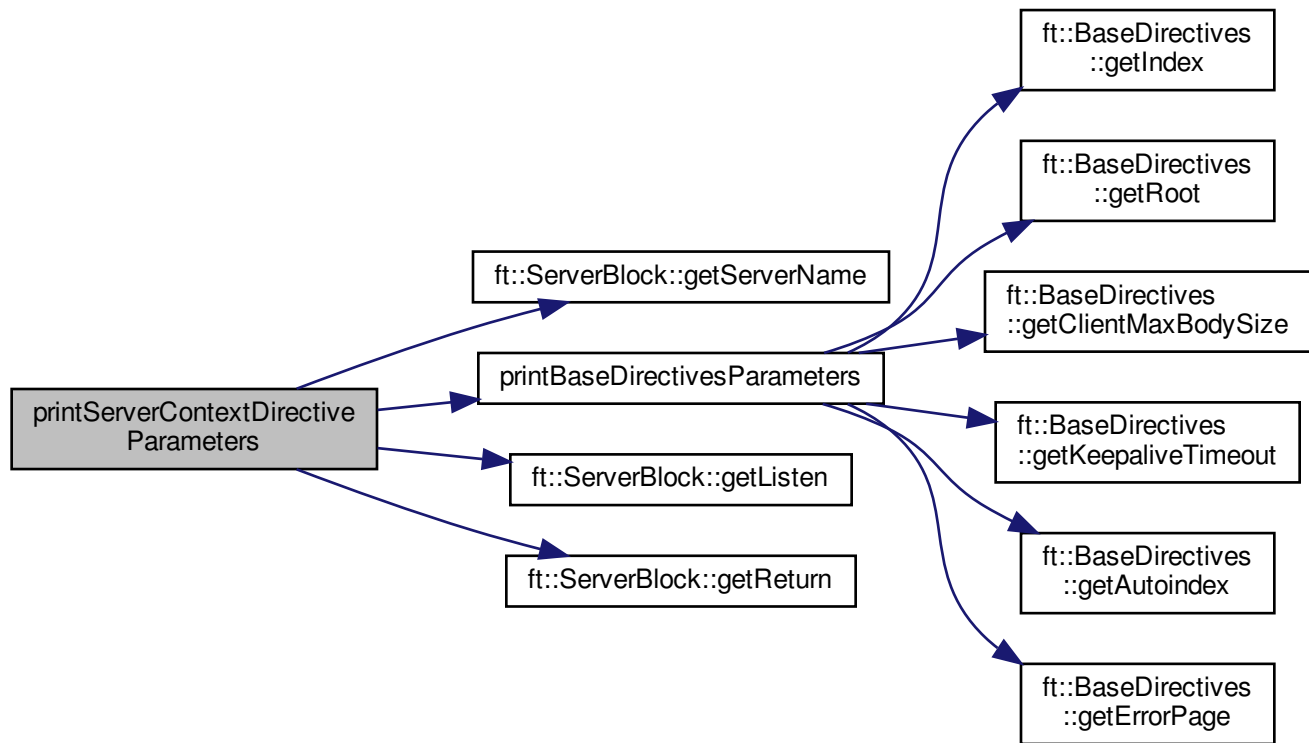 printServerContextDirective
Parameters
ft::ServerBlock::getServerName
printBaseDirectivesParameters
ft::ServerBlock::getListen
ft::ServerBlock::getReturn
ft::BaseDirectives
::getIndex
ft::BaseDirectives
::getRoot
ft::BaseDirectives
::getClientMaxBodySize
ft::BaseDirectives
::getKeepaliveTimeout
ft::BaseDirectives
::getAutoindex
ft::BaseDirectives
::getErrorPage